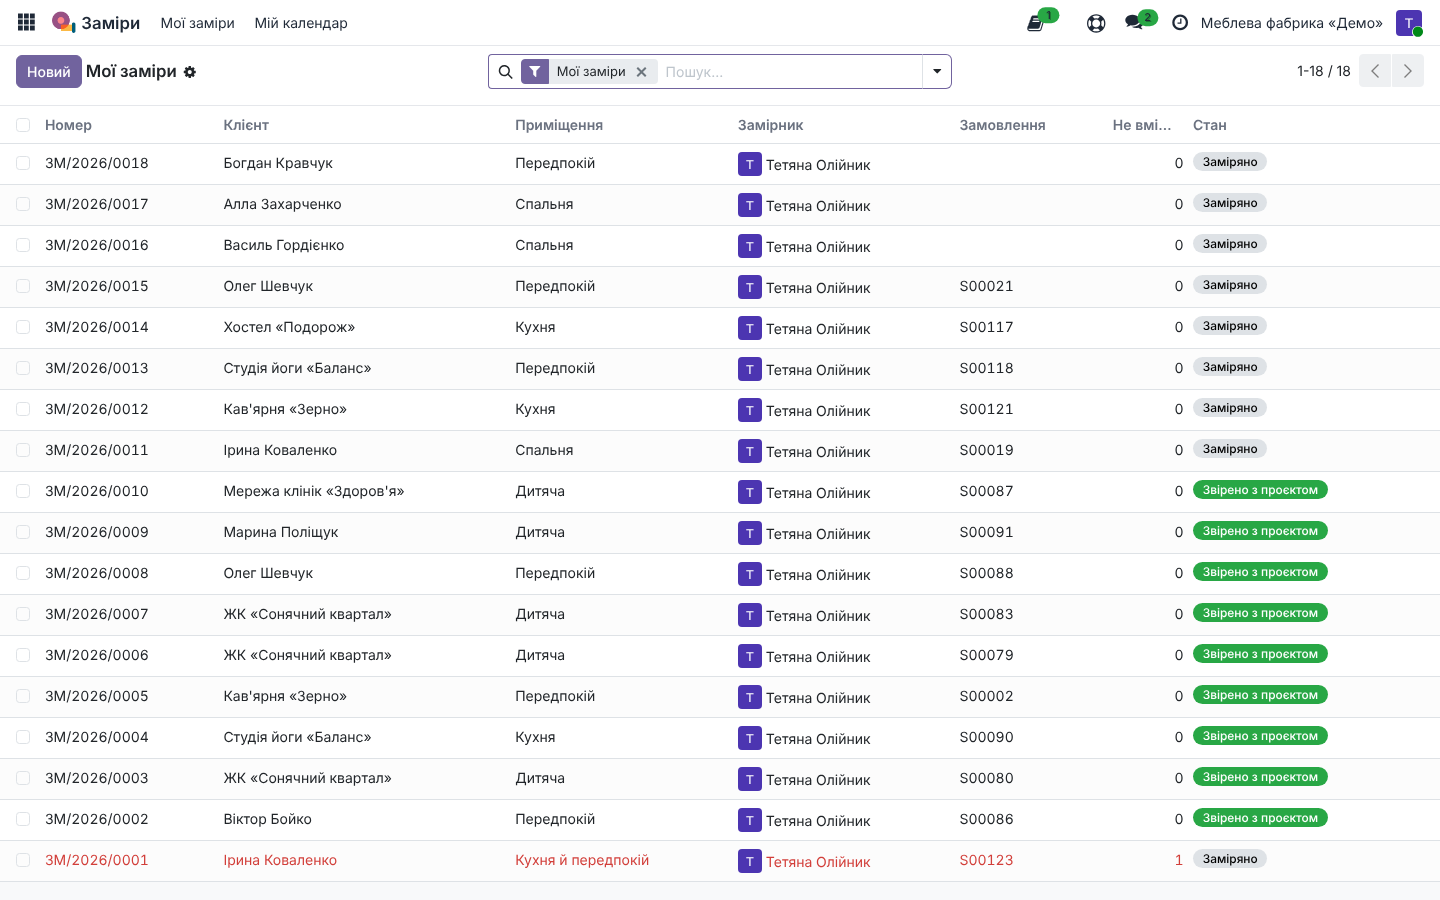 Заміри Мої заміри Мій календар 1 2 Меблева фабрика «Демо» T
Новий Мої заміри Мої заміри Пошук... 1-18 / 18
Номер Клієнт Приміщення Замірник Замовлення Не вмі... Стан
ЗМ/2026/0018 Богдан Кравчук Передпокій T Тетяна Олійник 0 Заміряно
ЗМ/2026/0017 Алла Захарченко Спальня T Тетяна Олійник 0 Заміряно
ЗМ/2026/0016 Василь Гордієнко Спальня T Тетяна Олійник 0 Заміряно
ЗМ/2026/0015 Олег Шевчук Передпокій T Тетяна Олійник S00021 0 Заміряно
ЗМ/2026/0014 Хостел «Подорож» Кухня T Тетяна Олійник S00117 0 Заміряно
ЗМ/2026/0013 Студія йоги «Баланс» Передпокій T Тетяна Олійник S00118 0 Заміряно
ЗМ/2026/0012 Кав'ярня «Зерно» Кухня T Тетяна Олійник S00121 0 Заміряно
ЗМ/2026/0011 Ірина Коваленко Спальня T Тетяна Олійник S00019 0 Заміряно
ЗМ/2026/0010 Мережа клінік «Здоров'я» Дитяча T Тетяна Олійник S00087 0 Звірено з проєктом
ЗМ/2026/0009 Марина Поліщук Дитяча T Тетяна Олійник S00091 0 Звірено з проєктом
ЗМ/2026/0008 Олег Шевчук Передпокій T Тетяна Олійник S00088 0 Звірено з проєктом
ЗМ/2026/0007 ЖК «Сонячний квартал» Дитяча T Тетяна Олійник S00083 0 Звірено з проєктом
ЗМ/2026/0006 ЖК «Сонячний квартал» Дитяча T Тетяна Олійник S00079 0 Звірено з проєктом
ЗМ/2026/0005 Кав'ярня «Зерно» Передпокій T Тетяна Олійник S00002 0 Звірено з проєктом
ЗМ/2026/0004 Студія йоги «Баланс» Кухня T Тетяна Олійник S00090 0 Звірено з проєктом
ЗМ/2026/0003 ЖК «Сонячний квартал» Дитяча T Тетяна Олійник S00080 0 Звірено з проєктом
ЗМ/2026/0002 Віктор Бойко Передпокій T Тетяна Олійник S00086 0 Звірено з проєктом
ЗМ/2026/0001 Ірина Коваленко Кухня й передпокій T Тетяна Олійник S00123 1 Заміряно